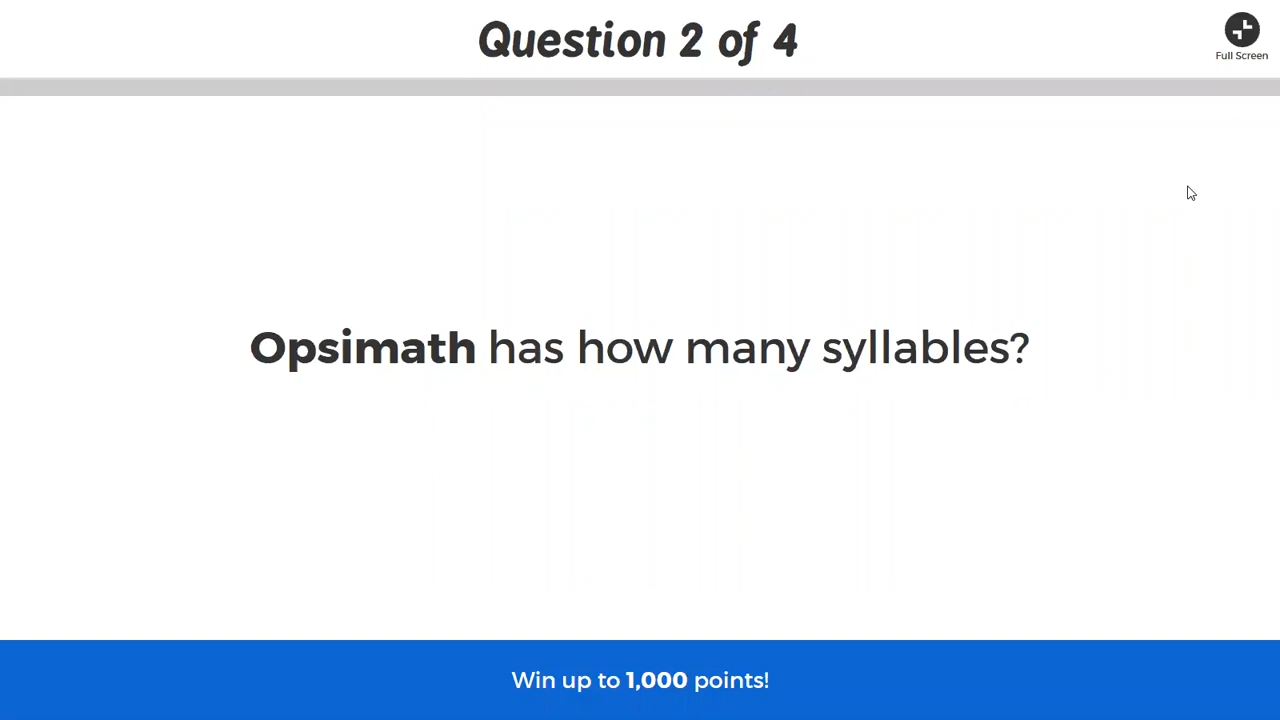 Question 2 of 4
Full Screen
Opsimath has how many syllables?
Win up to 1,000 points!